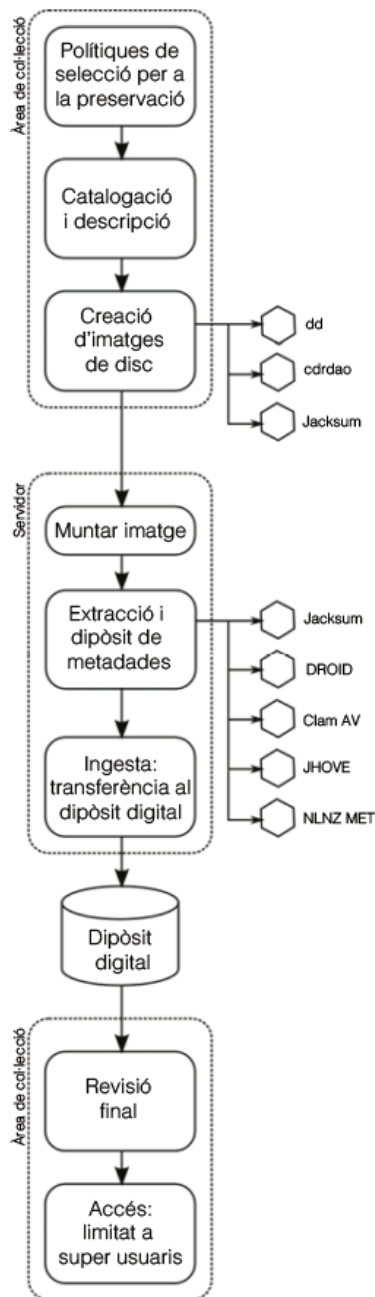 Àrea de col·lecció
Polítiques de
selecció per a
la preservació
Catalogació
i descripció
Creació
d'imatges
de disc
dd
cdrdao
Jacksum
Servidor
Muntar imatge
Extracció i
dipòsit de
metadades
Jacksum
DROID
Clam AV
JHOVE
NLNZ MET
Ingesta:
transferència al
dipòsit digital
Dipòsit
digital
Àrea de col·lecció
Revisió
final
Accés:
limitat a
super usuaris